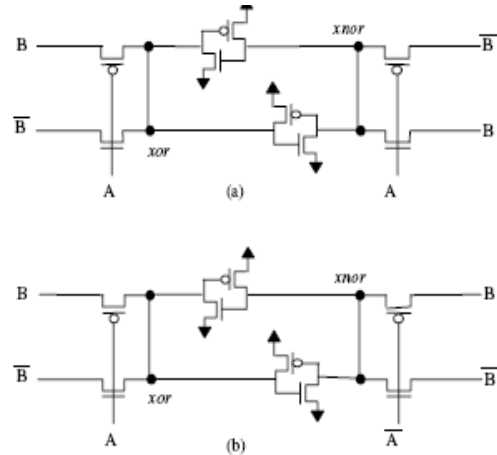 B xnor B̅
B̅ xor B
A A
(a)
B xnor B
B̅ xor B̅
A A̅
(b)